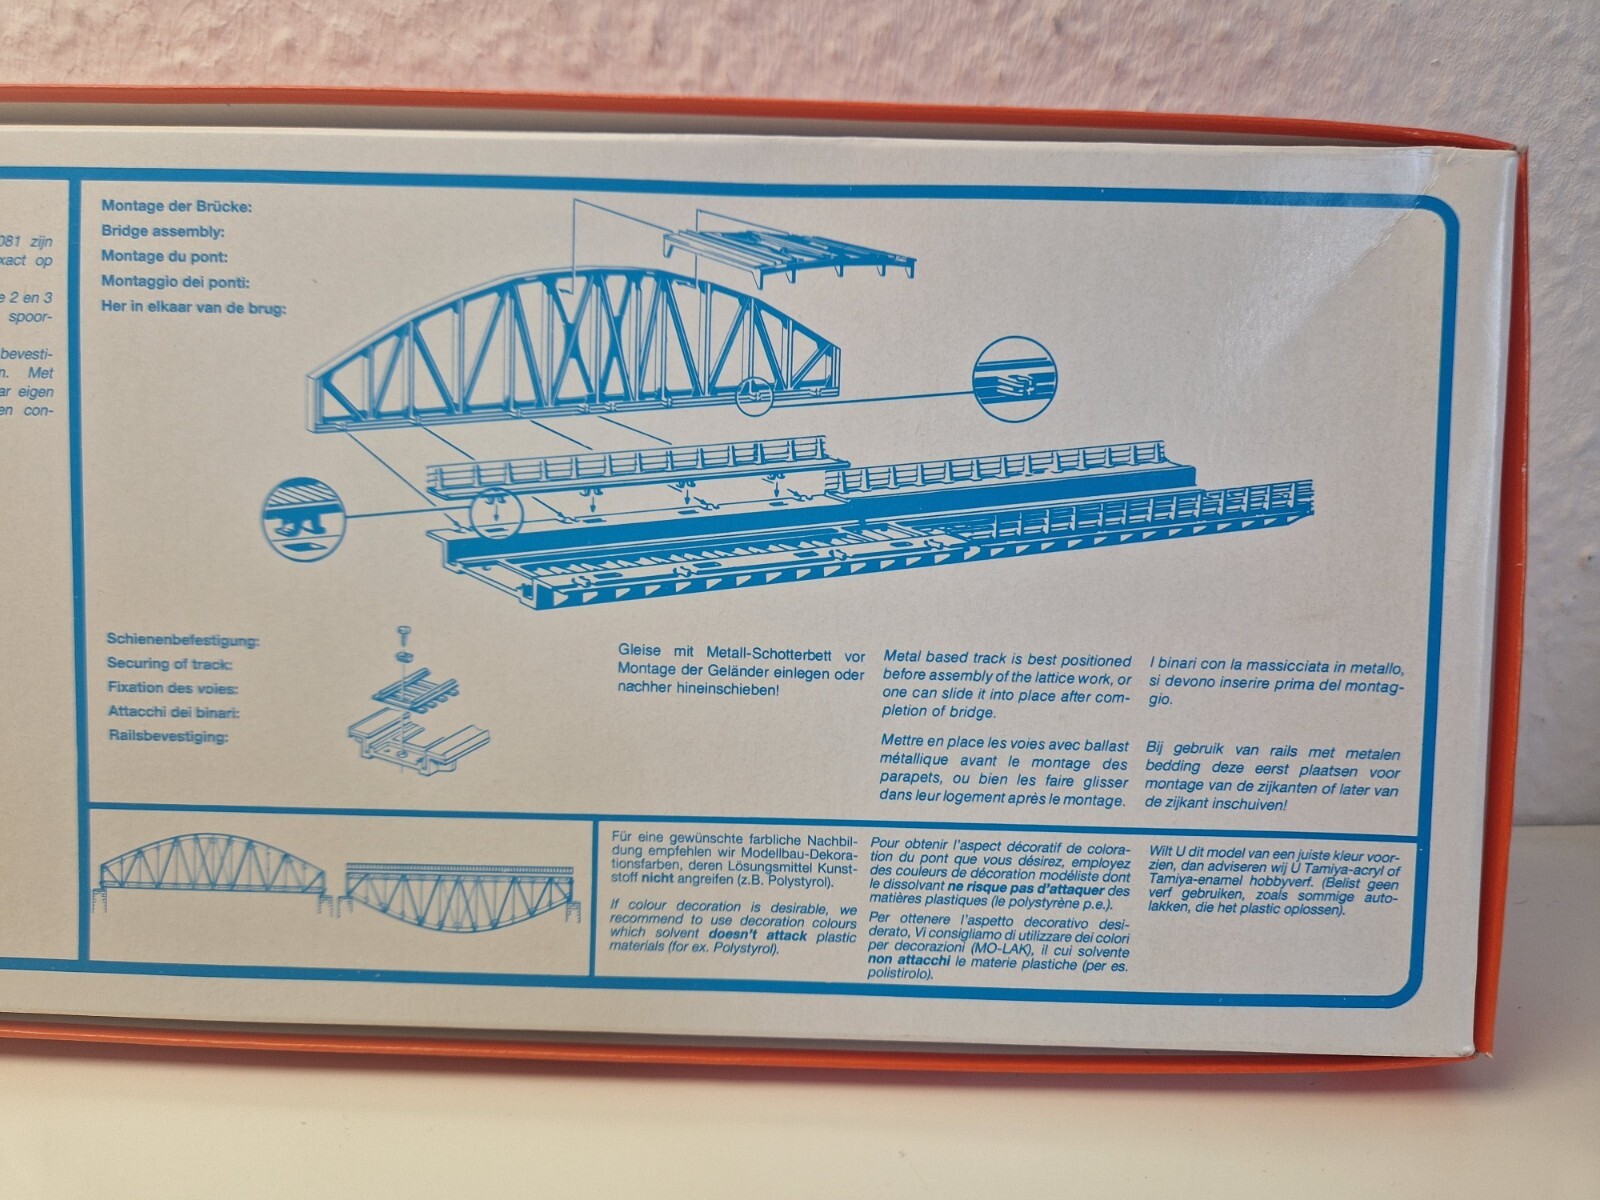 081 zijn
xact op
e 2 en 3
spoor-
bevesti-
n. Met
ar eigen
en con-
Montage der Brücke:
Bridge assembly:
Montage du pont:
Montaggio dei ponti:
Her in elkaar van de brug:
Schienenbefestigung:
Securing of track:
Fixation des voies:
Attacchi dei binari:
Railsbevestiging:
Gleise mit Metall-Schotterbett vor
Montage der Geländer einlegen oder
nachher hineinschieben!
Metal based track is best positioned
before assembly of the lattice work, or
one can slide it into place after com-
pletion of bridge.
I binari con la massicciata in metallo,
si devono inserire prima del montag-
gio.
Mettre en place les voies avec ballast
métallique avant le montage des
parapets, ou bien les faire glisser
dans leur logement après le montage.
Bij gebruik van rails met metalen
bedding deze eerst plaatsen voor
montage van de zijkanten of later van
de zijkant inschuiven!
Für eine gewünschte farbliche Nachbil-
dung empfehlen wir Modellbau-Dekora-
tionsfarben, deren Lösungsmittel Kunst-
stoff nicht angreifen (z.B. Polystyrol).
If colour decoration is desirable, we
recommend to use decoration colours
which solvent doesn't attack plastic
materials (for ex. Polystyrol).
Pour obtenir l'aspect décoratif de colora-
tion du pont que vous désirez, employez
des couleurs de décoration modéliste dont
le dissolvant ne risque pas d'attaquer des
matières plastiques (le polystyrène p.e.).
Per ottenere l'aspetto decorativo desi-
derato, Vi consigliamo di utilizzare dei colori
per decorazioni (MO-LAK), il cui solvente
non attacchi le materie plastiche (per es.
polistirolo).
Wilt U dit model van een juiste kleur voor-
zien, dan adviseren wij U Tamiya-acryl of
Tamiya-enamel hobbyverf. (Belist geen
verf gebruiken, zoals sommige auto-
lakken, die het plastic oplossen).